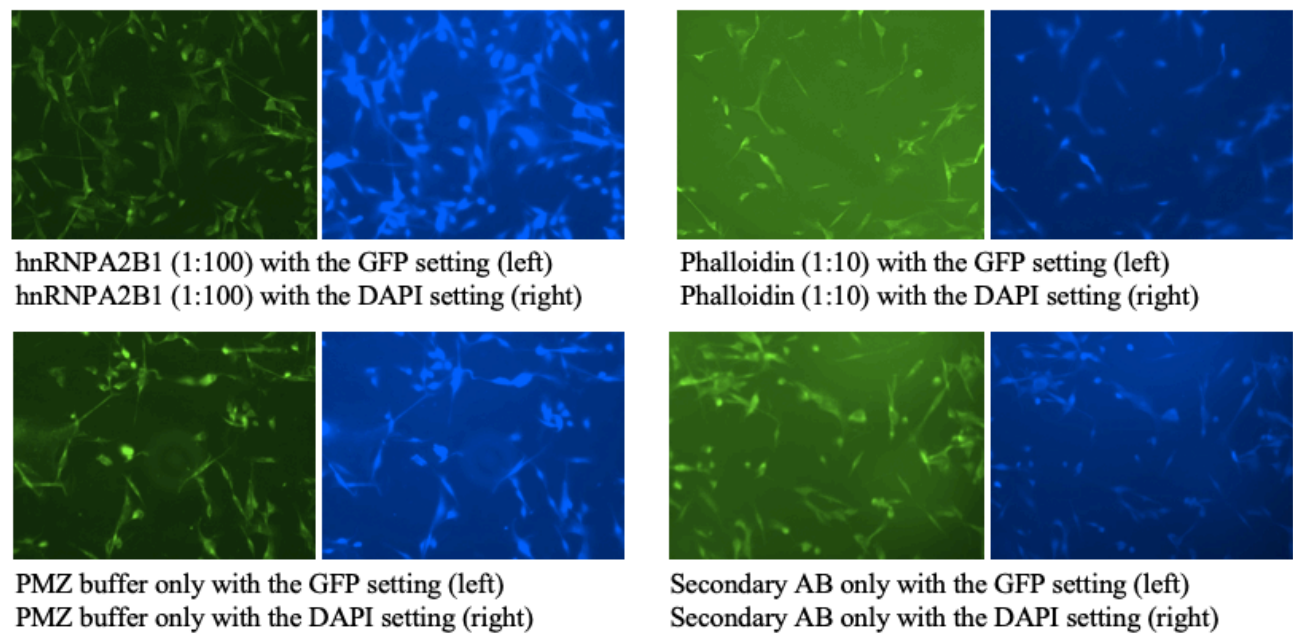 hnRNPA2B1 (1:100) with the GFP setting (left)
hnRNPA2B1 (1:100) with the DAPI setting (right)
Phalloidin (1:10) with the GFP setting (left)
Phalloidin (1:10) with the DAPI setting (right)
PMZ buffer only with the GFP setting (left)
PMZ buffer only with the DAPI setting (right)
Secondary AB only with the GFP setting (left)
Secondary AB only with the DAPI setting (right)